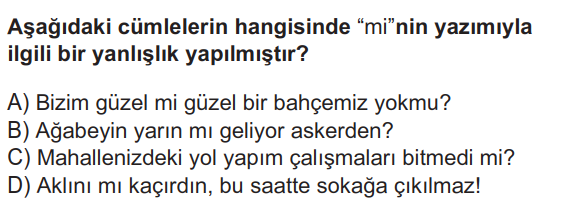 Aşağıdaki cümlelerin hangisinde “mi”nin yazımıyla
ilgili bir yanlışlık yapılmıştır?
A) Bizim güzel mi güzel bir bahçemiz yokmu?
B) Ağabeyin yarın mı geliyor askerden?
C) Mahallenizdeki yol yapım çalışmaları bitmedi mi?
D) Aklını mı kaçırdın, bu saatte sokağa çıkılmaz!